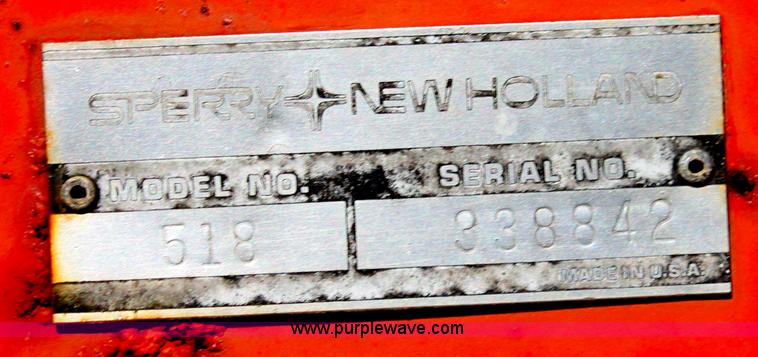 SPERRY NEW HOLLAND
MODEL NO. SERIAL NO.
518 338842
MADE IN U.S.A.
www.purplewave.com